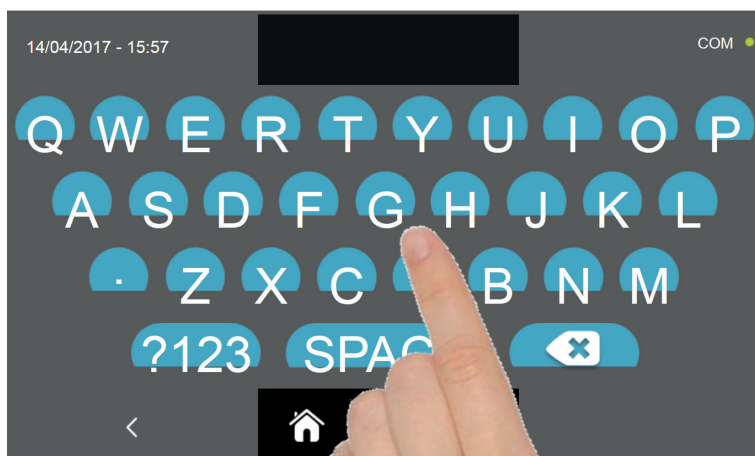 14/04/2017 - 15:57
COM
Q W E R T Y U I O P
A S D F G H J K L
. Z X C B N M
?123 SPAC